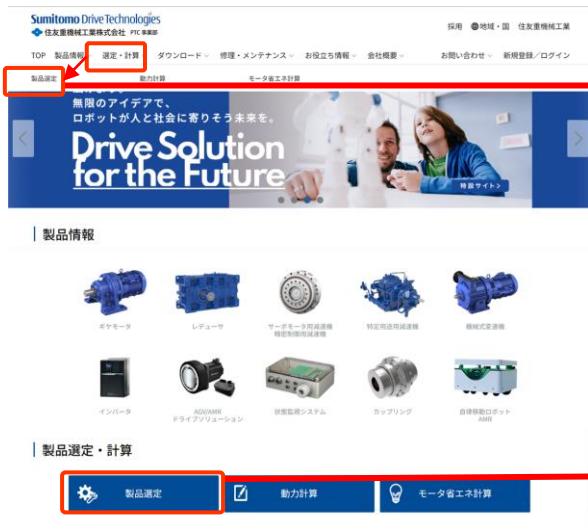 Sumitomo Drive Technologies
住友重機械工業株式会社 PTC 事業部
採用 地域・国 住友重機械工業
TOP 製品情報 選定・計算 ダウンロード 修理・メンテナンス お役立ち情報 会社概要 お問い合わせ 新規登録/ログイン
製品選定 動力計算 モータ省エネ計算
無限のアイデアで、
ロボットが人と社会に寄りそう未来を。
Drive Solution
for the Future
特設サイト>
製品情報
ギヤモータ レデューサ サーボモータ用減速機 特定用途用減速機 機械式変速機
精密制御用減速機
インバータ AGV/AMR 状態監視システム カップリング 自律移動ロボット
ドライブソリューション AMR
製品選定・計算
製品選定 動力計算 モータ省エネ計算